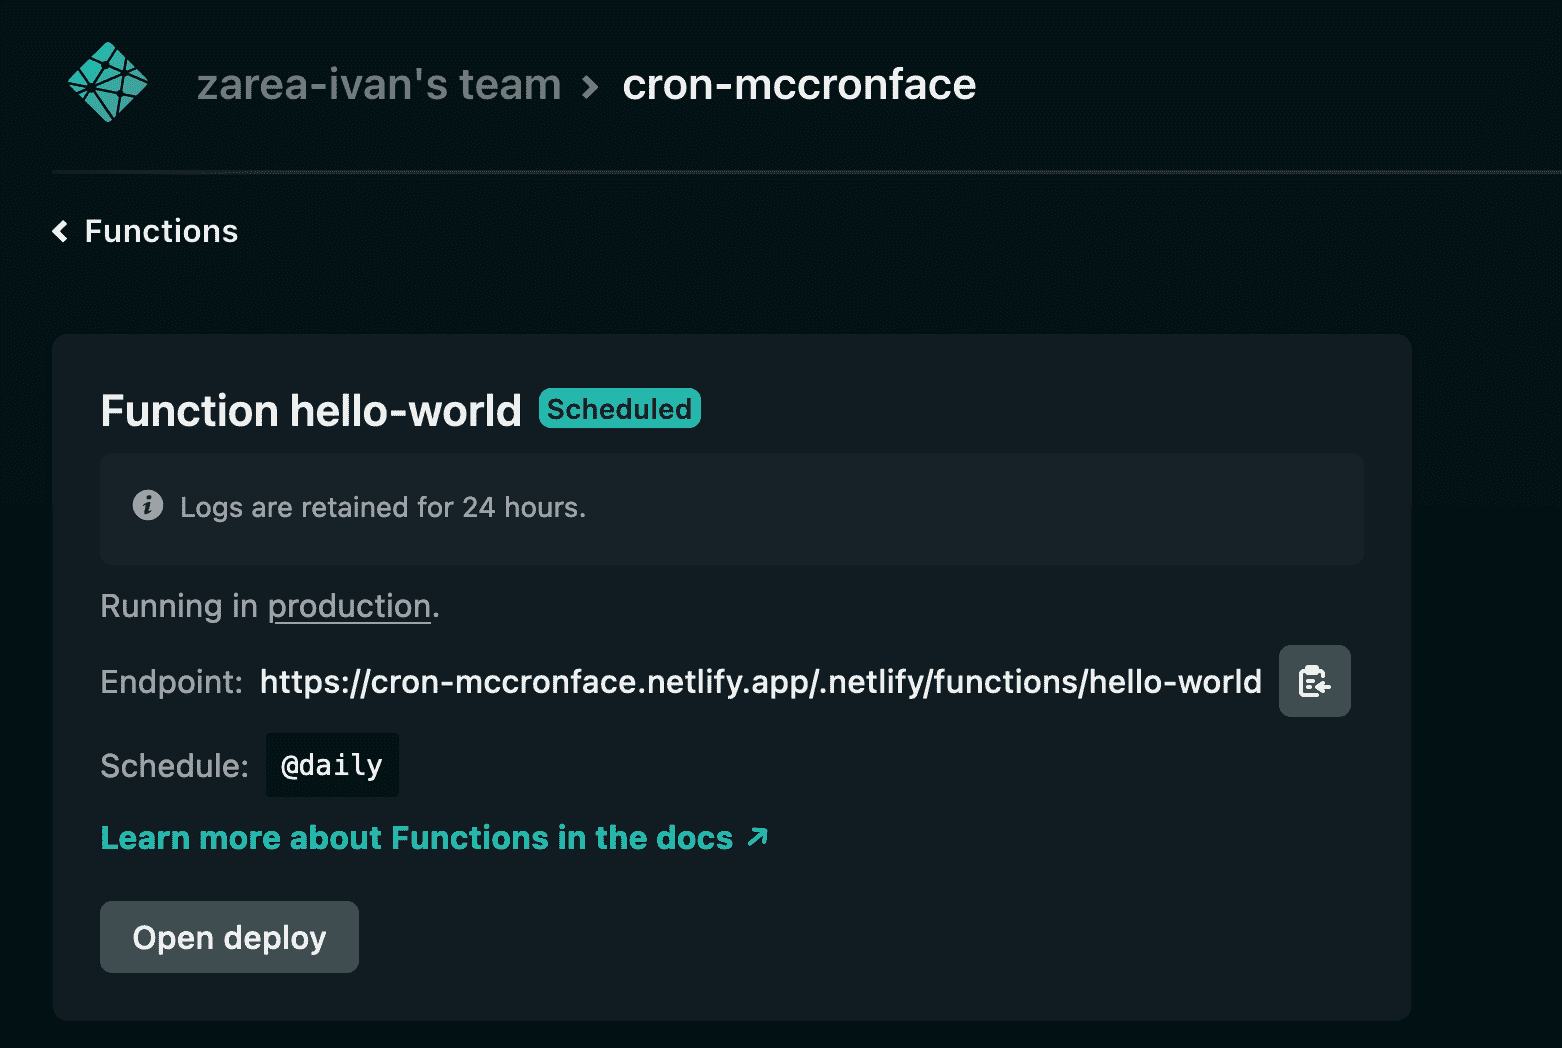 zarea-ivan's team > cron-mccronface
Functions
Function hello-world Scheduled
Logs are retained for 24 hours.
Running in production.
Endpoint: https://cron-mccronface.netlify.app/.netlify/functions/hello-world
Schedule: @daily
Learn more about Functions in the docs ↗
Open deploy